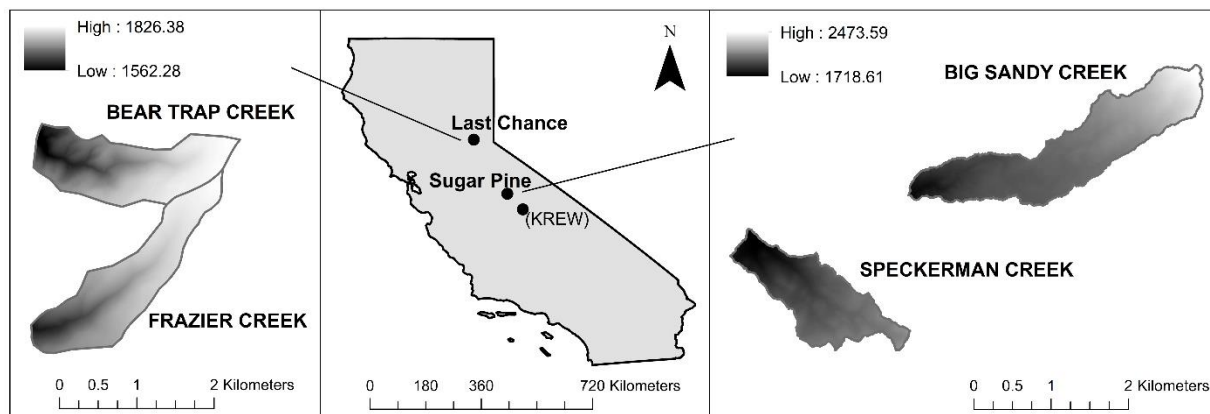 High : 1826.38
Low : 1562.28
BEAR TRAP CREEK
FRAZIER CREEK
0 0.5 1 2 Kilometers
N
Last Chance
Sugar Pine
(KREW)
0 180 360 720 Kilometers
High : 2473.59
Low : 1718.61
BIG SANDY CREEK
SPECKERMAN CREEK
0 0.5 1 2 Kilometers